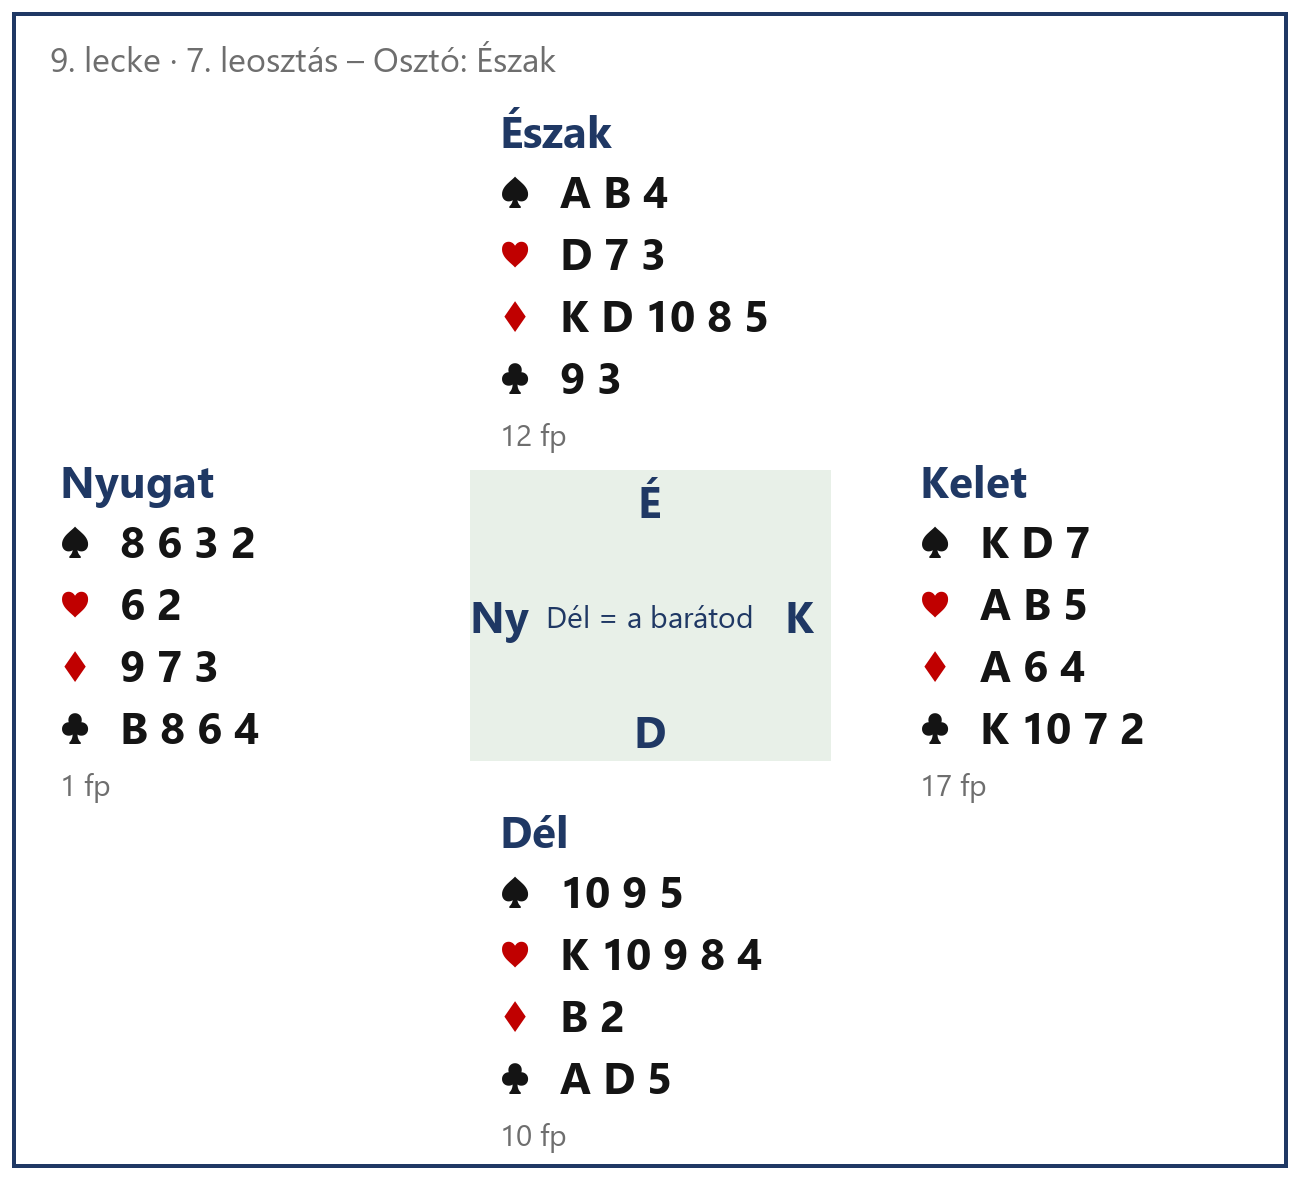 9. lecke · 7. leosztás – Osztó: Észak
Észak
♠ A B 4
♥ D 7 3
♦ K D 10 8 5
♣ 9 3
12 fp
Nyugat
♠ 8 6 3 2
♥ 6 2
♦ 9 7 3
♣ B 8 6 4
1 fp
É
Ny Dél = a barátod K
D
Kelet
♠ K D 7
♥ A B 5
♦ A 6 4
♣ K 10 7 2
17 fp
Dél
♠ 10 9 5
♥ K 10 9 8 4
♦ B 2
♣ A D 5
10 fp